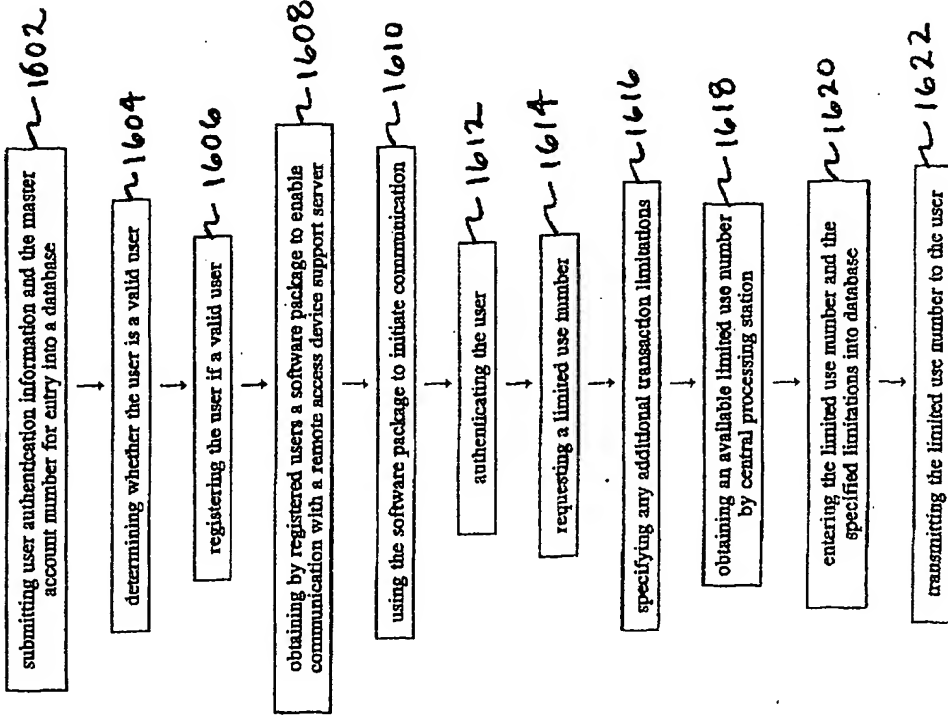 submitting user authentication information and the master
account number for entry into a database
1602
determining whether the user is a valid user
1604
registering the user if a valid user
1606
obtaining by registered users a software package to enable
communication with a remote access device support server
1608
using the software package to initiate communication
1610
authenticating the user
1612
requesting a limited use number
1614
specifying any additional transaction limitations
1616
obtaining an available limited use number
by central processing station
1618
entering the limited use number and the
specified limitations into database
1620
transmitting the limited use number to the user
1622